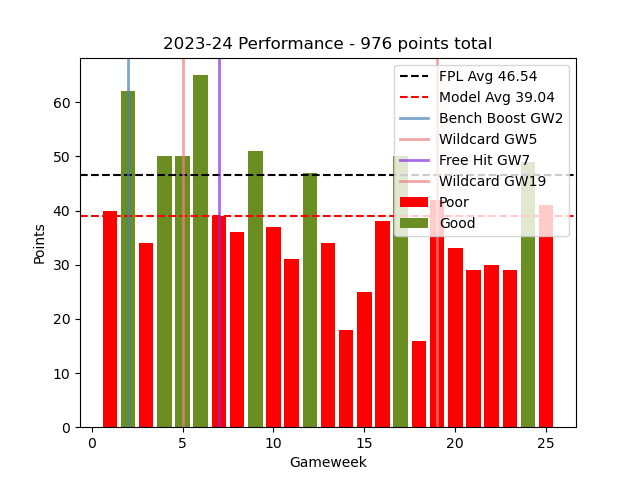 2023-24 Performance - 976 points total
FPL Avg 46.54
Model Avg 39.04
Bench Boost GW2
Wildcard GW5
Free Hit GW7
Wildcard GW19
Poor
Good
Points
60
50
40
30
20
10
0
0 5 10 15 20 25
Gameweek